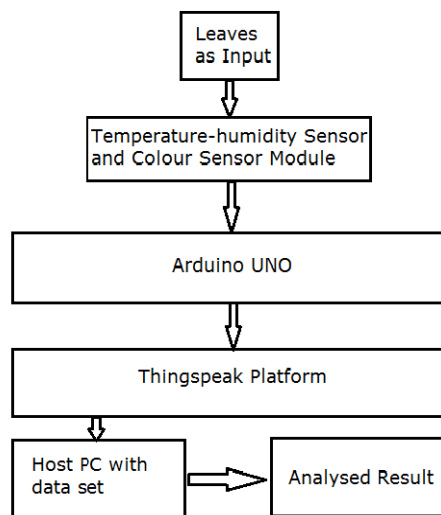 Leaves
as Input
Temperature-humidity Sensor
and Colour Sensor Module
Arduino UNO
Thingspeak Platform
Host PC with
data set
Analysed Result